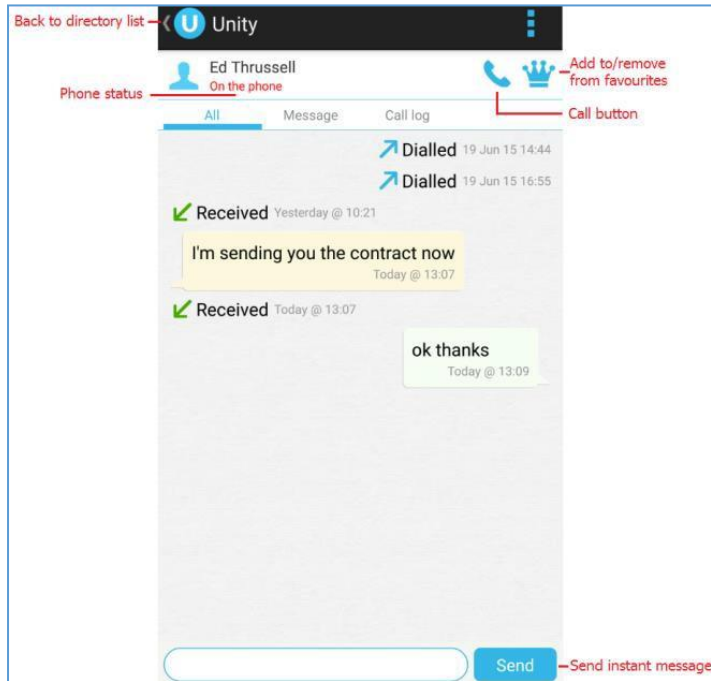 Back to directory list
U Unity
Ed Thrussell
On the phone
Phone status
Add to/remove
from favourites
Call button
All Message Call log
Dialled 19 Jun 15 14:44
Dialled 19 Jun 15 16:55
Received Yesterday @ 10:21
I'm sending you the contract now
Today @ 13:07
Received Today @ 13:07
ok thanks
Today @ 13:09
Send
Send instant message